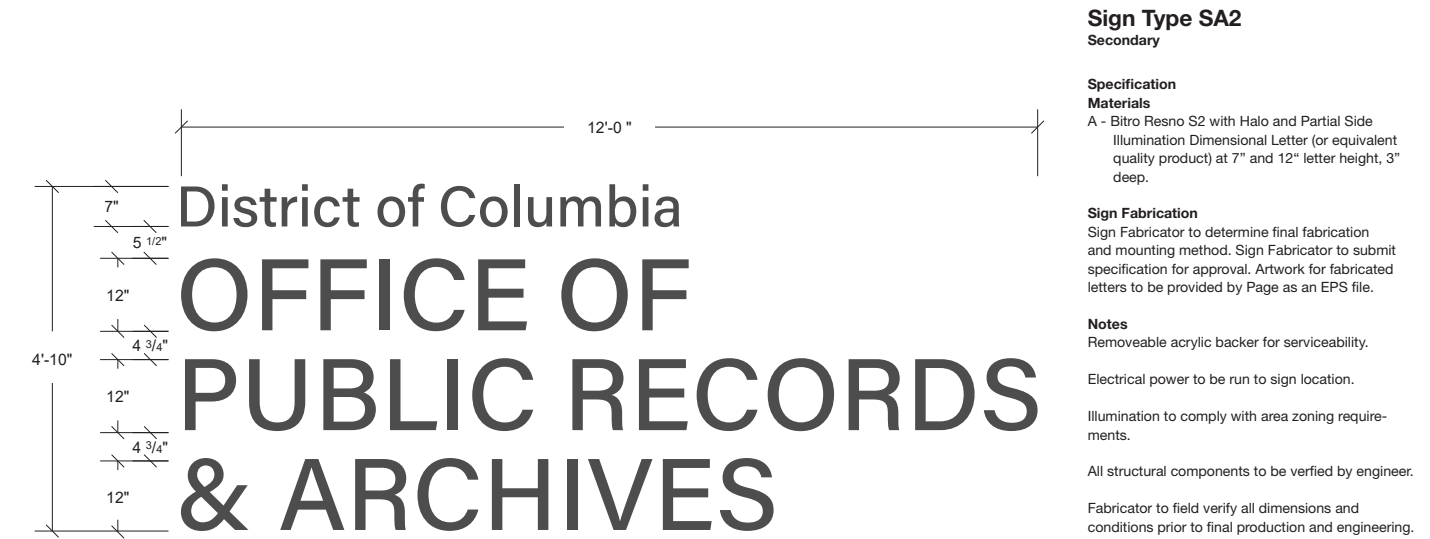 Sign Type SA2
Secondary
Specification
Materials
A - Bitro Resno S2 with Halo and Partial Side
Illumination Dimensional Letter (or equivalent
quality product) at 7” and 12“ letter height, 3”
deep.
Sign Fabrication
Sign Fabricator to determine final fabrication
and mounting method. Sign Fabricator to submit
specification for approval. Artwork for fabricated
letters to be provided by Page as an EPS file.
Notes
Removeable acrylic backer for serviceability.
Electrical power to be run to sign location.
Illumination to comply with area zoning require-
ments.
All structural components to be verfied by engineer.
Fabricator to field verify all dimensions and
conditions prior to final production and engineering.
12'-0 "
District of Columbia
OFFICE OF
PUBLIC RECORDS
& ARCHIVES
7"
5 1/2"
12"
4 3/4"
12"
4 3/4"
12"
4'-10"